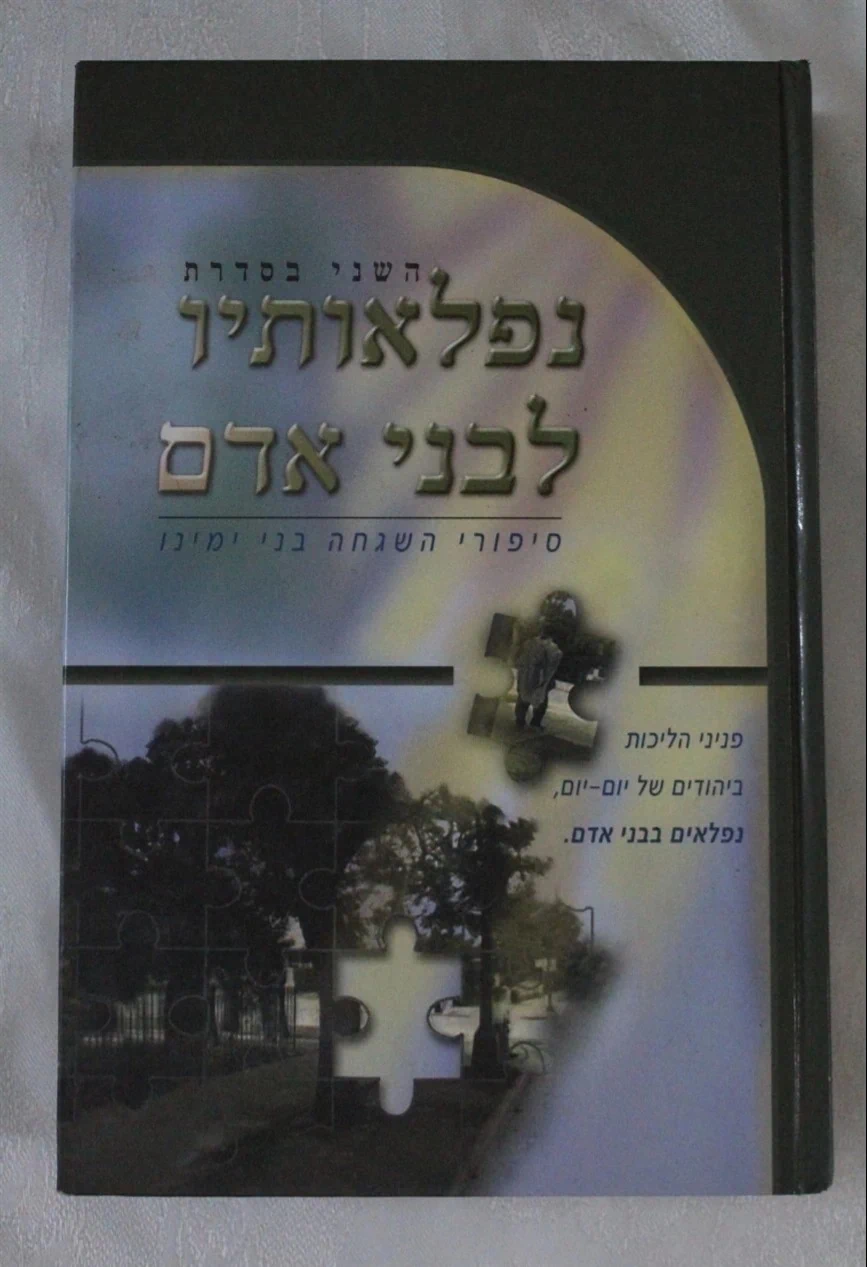 השני בסדרת
נפלאותיו
לבני אדם
סיפורי השגחה בני ימינו
פניני הליכות
ביהודים של יום-יום,
נפלאים בבני אדם.